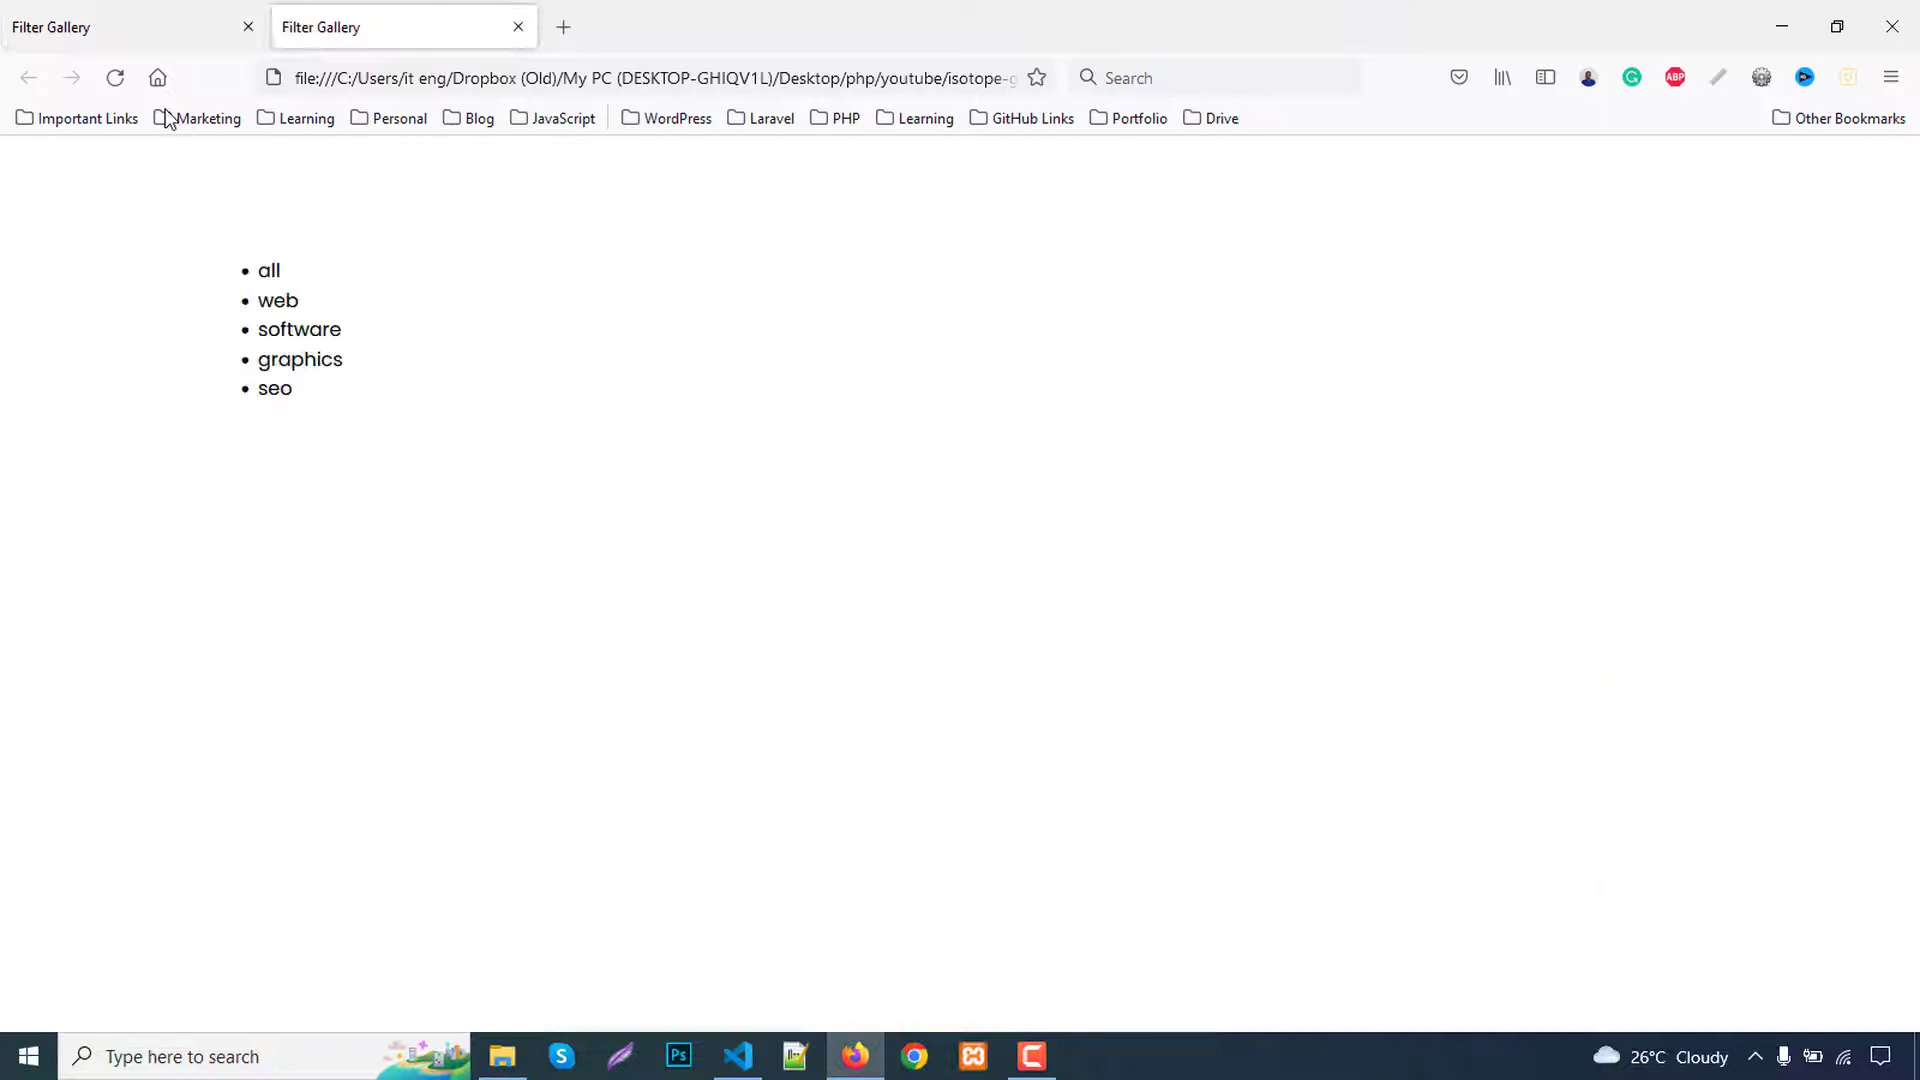 Filter Gallery
Filter Gallery
file:///C:/Users/it eng/Dropbox (Old)/My PC (DESKTOP-GHIQV1L)/Desktop/php/youtube/isotope-g
Search
Important Links Marketing Learning Personal Blog JavaScript WordPress Laravel PHP Learning GitHub Links Portfolio Drive Other Bookmarks
ABP
• all
• web
• software
• graphics
• seo
Type here to search
Ps
26°C Cloudy